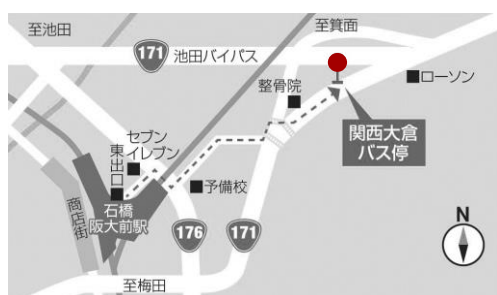 至池田
至箕面
171
池田バイパス
整骨院
ローソン
関西大倉
バス停
セブン
イレブン
東出口
予備校
石橋
阪大前駅
商店街
176
171
N
至梅田